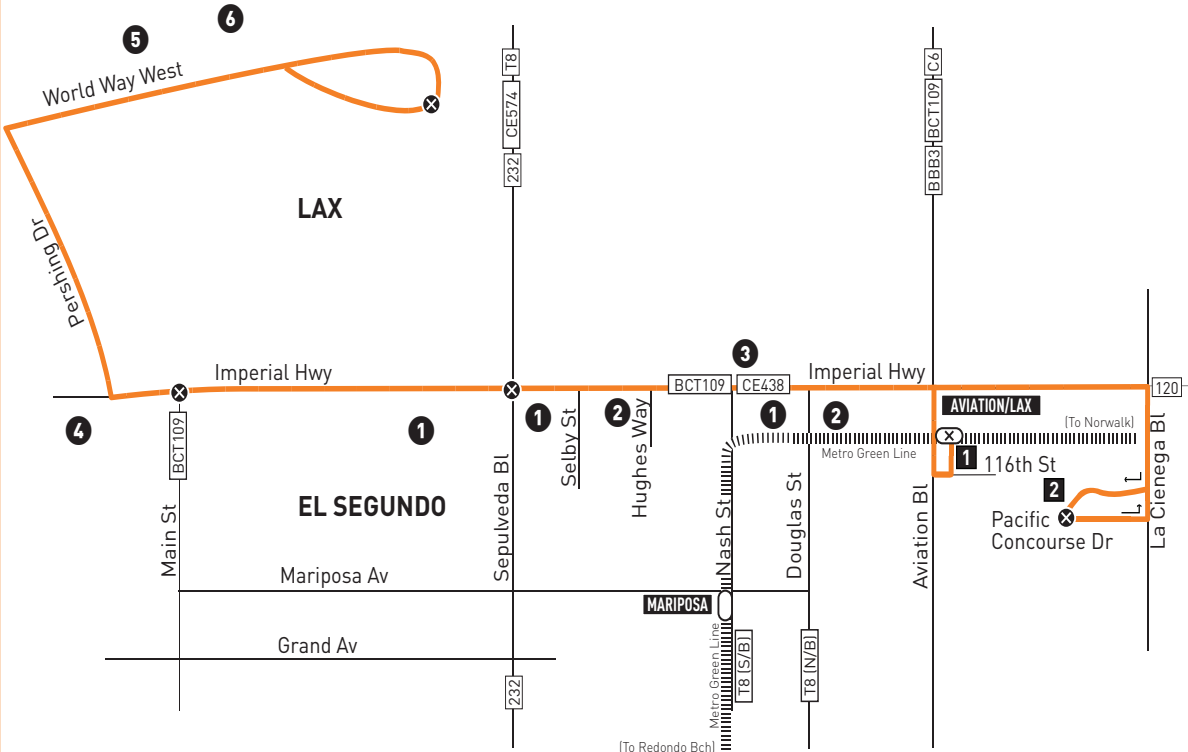 6
5
World Way West
T8
CE574
232
C6
BCT109
BBB3
LAX
Pershing Dr
3
Imperial Hwy
BCT109
CE438
Imperial Hwy
120
4
1
1
2
1
2
AVIATION/LAX
(To Norwalk)
Metro Green Line
BCT109
Selby St
Hughes Way
1
116th St
2
EL SEGUNDO
Pacific
Concourse Dr
La Cienega Bl
Main St
Sepulveda Bl
Nash St
Douglas St
Aviation Bl
Mariposa Av
MARIPOSA
Grand Av
232
Metro Green Line
T8 (S/B)
T8 (N/B)
(To Redondo Bch)